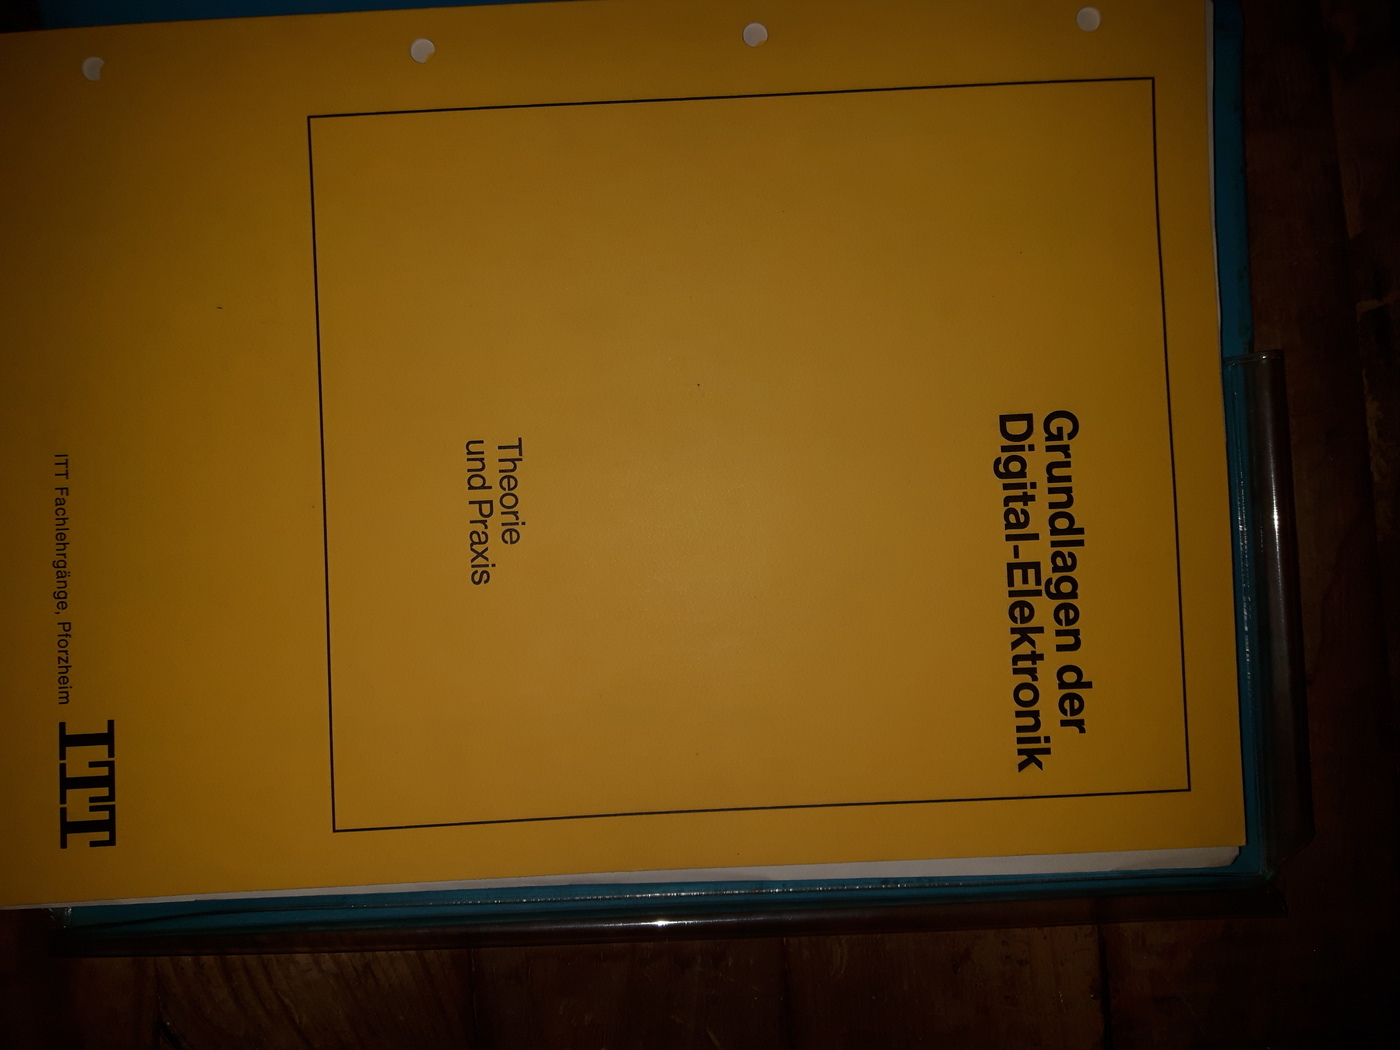 Grundlagen der
Digital-Elektronik
Theorie
und Praxis
ITT Fachlehrgänge, Pforzheim ITT